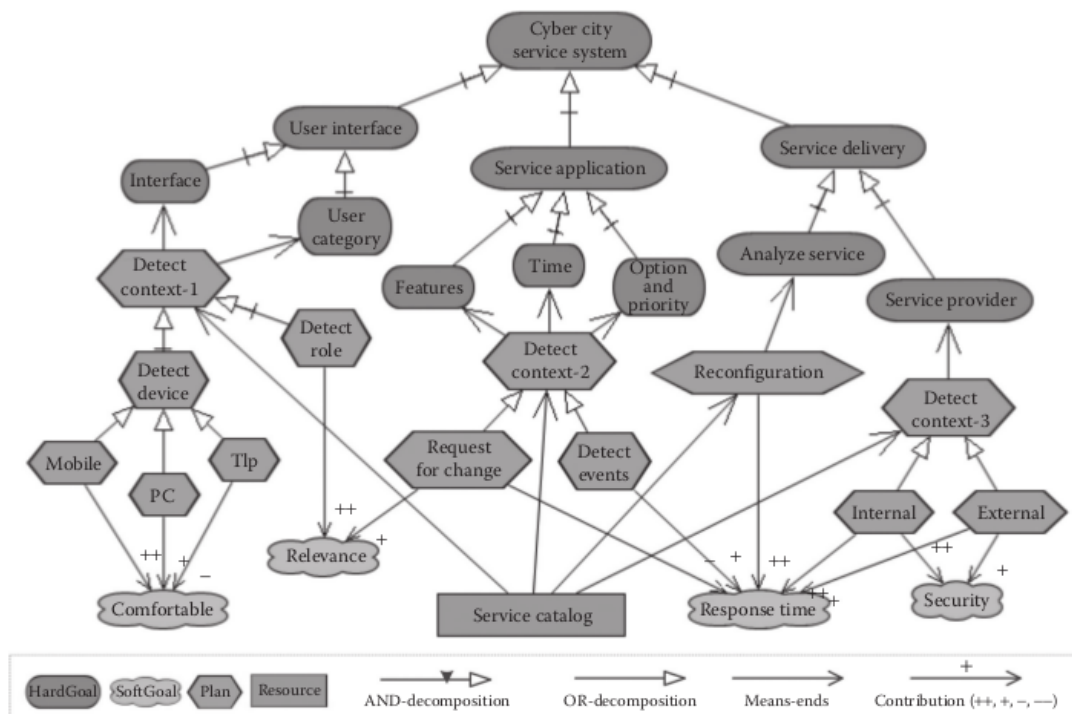 Cyber city
service system
User interface
Service application
Service delivery
Interface
User
category
Detect
context-1
Features
Time
Option
and
priority
Analyze service
Service provider
Detect
role
Detect
context-2
Reconfiguration
Detect
context-3
Detect
device
Mobile
PC
Tlp
Request
for change
Detect
events
Internal
External
++
+
++
+
−
Relevance
Comfortable
Service catalog
−
+
++
++
+
++
+
Response time
Security
HardGoal
SoftGoal
Plan
Resource
AND-decomposition
OR-decomposition
Means-ends
+
Contribution (++, +, −, −−)